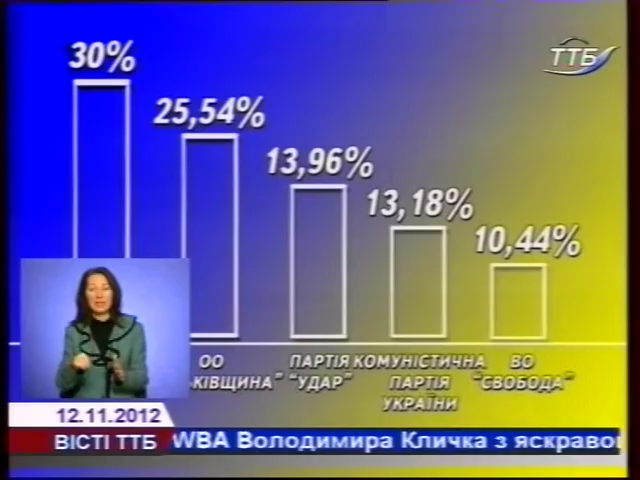 30%
ТТБ
25,54%
13,96%
13,18%
10,44%
ОО
ЬКІВЩИНА"
ПАРТІЯ
"УДАР"
КОМУНІСТИЧНА
ПАРТІЯ
УКРАЇНИ
ВО
"СВОБОДА"
12.11.2012
ВІСТІ ТТБ
WBA Володимира Кличка з яскраво